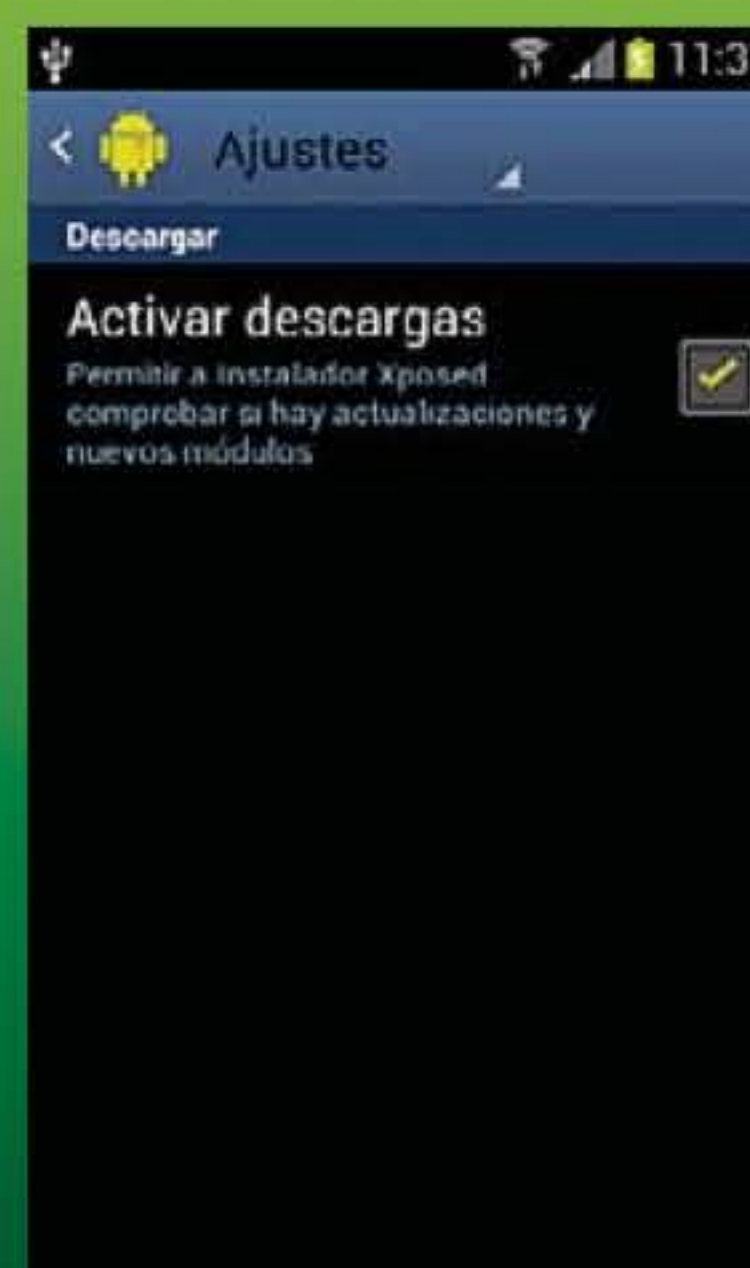 11:3
Ajustes
Descargar
Activar descargas
Permitir a Instalador Xposed
comprobar si hay actualizaciones y
nuevos módulos